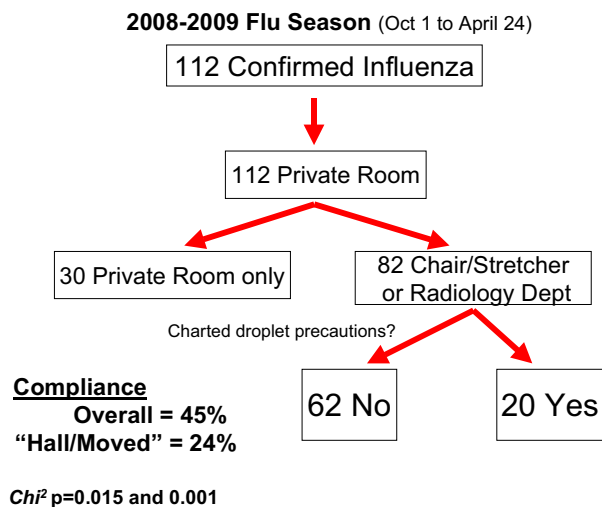 2008-2009 Flu Season (Oct 1 to April 24)
112 Confirmed Influenza
112 Private Room
30 Private Room only
82 Chair/Stretcher
or Radiology Dept
Charted droplet precautions?
62 No
20 Yes
Compliance
Overall = 45%
“Hall/Moved” = 24%
Chi² p=0.015 and 0.001